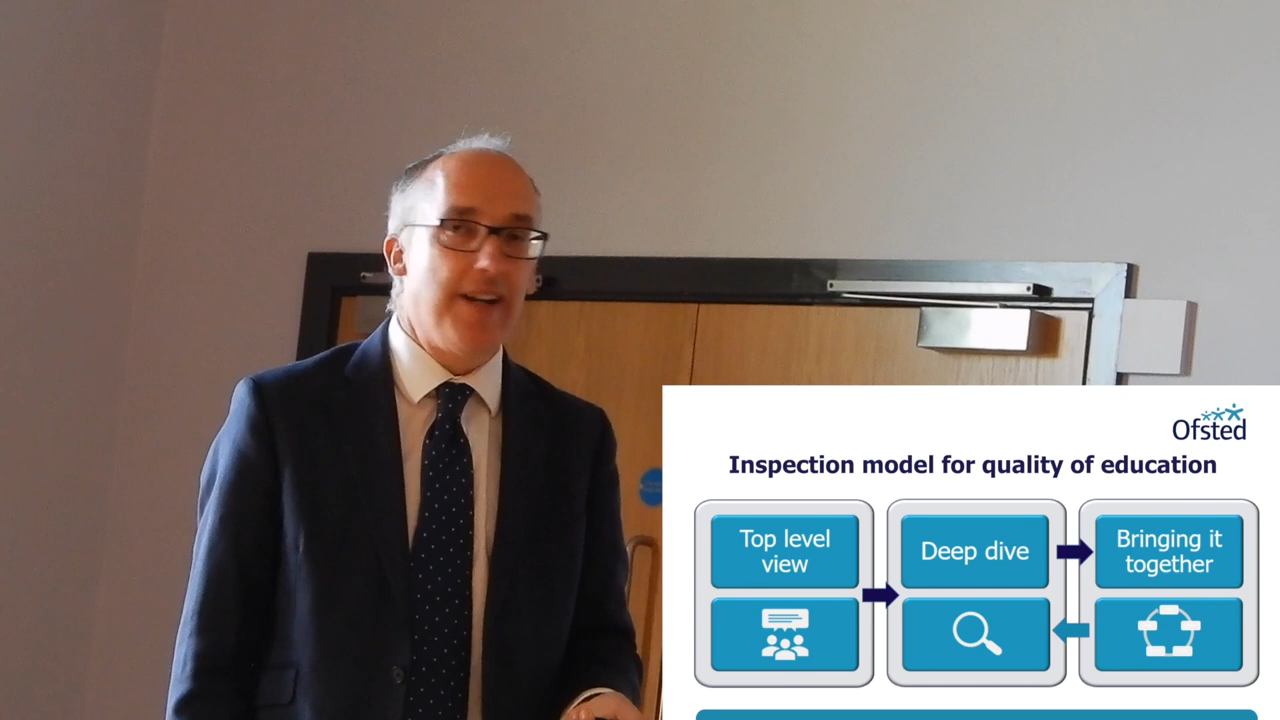 Ofsted
Inspection model for quality of education
Top level
view
Deep dive
Bringing it
together